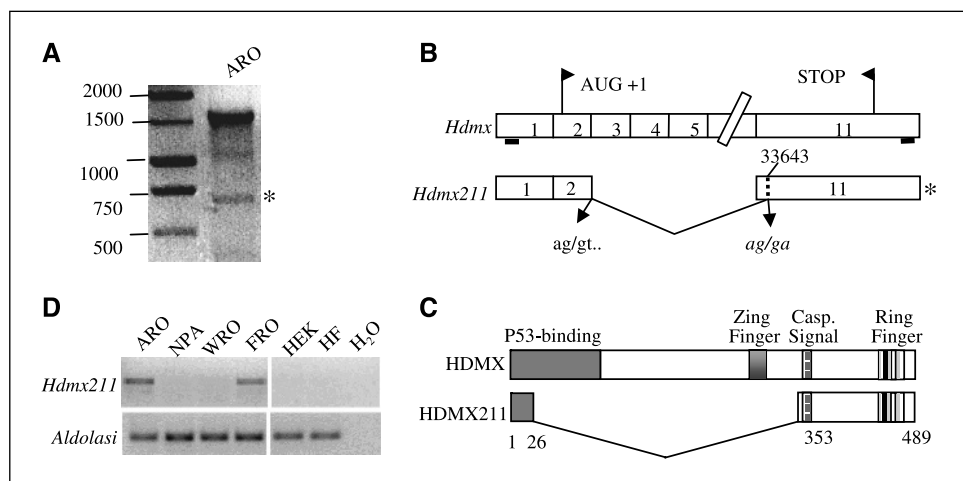 A
ARO
2000
1500
1000
750
500
*
B
AUG +1
STOP
Hdmx
1 2 3 4 5 11
33643
Hdmx211
1 2 11 *
ag/gt..
ag/ga
D
ARO NPA WRO FRO HEK HF H₂O
Hdmx211
Aldolasi
C
P53-binding
Zing Finger
Casp. Signal
Ring Finger
HDMX
HDMX211
1 26 353 489